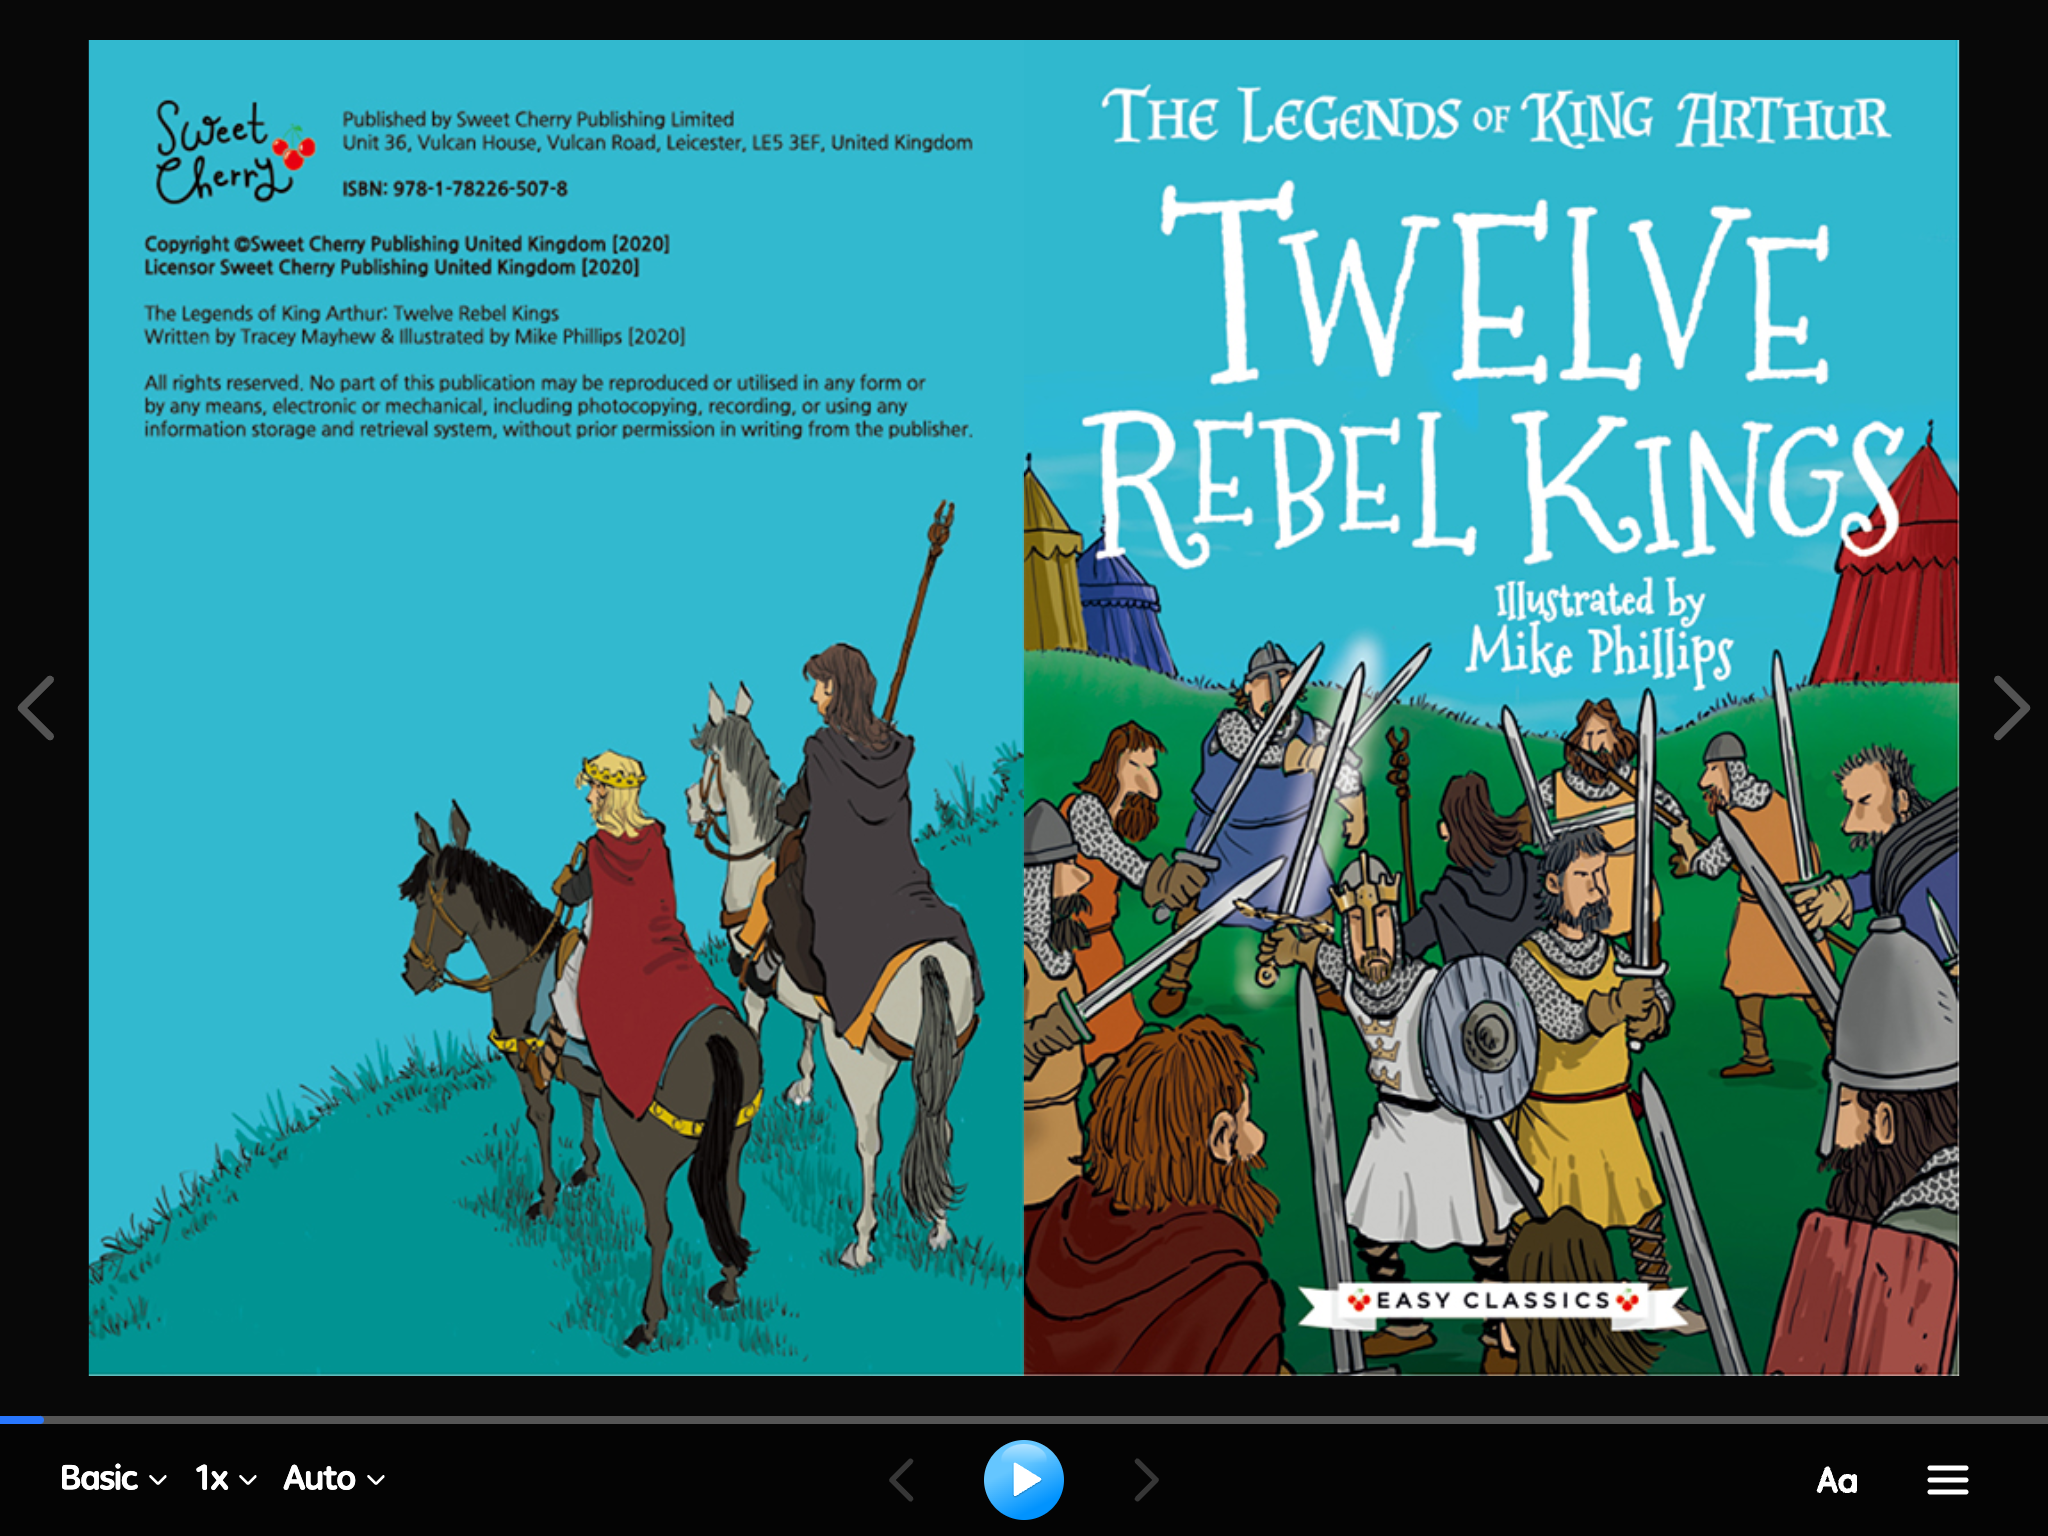 Sweet
Cherry
Published by Sweet Cherry Publishing Limited
Unit 36, Vulcan House, Vulcan Road, Leicester, LE5 3EF, United Kingdom
ISBN: 978-1-78226-507-8
Copyright ©Sweet Cherry Publishing United Kingdom [2020]
Licensor Sweet Cherry Publishing United Kingdom [2020]
The Legends of King Arthur: Twelve Rebel Kings
Written by Tracey Mayhew & Illustrated by Mike Phillips [2020]
All rights reserved. No part of this publication may be reproduced or utilised in any form or
by any means, electronic or mechanical, including photocopying, recording, or using any
information storage and retrieval system, without prior permission in writing from the publisher.
THE LEGENDS OF KING ARTHUR
TWELVE
REBEL KINGS
Illustrated by
Mike Phillips
EASY CLASSICS
Basic 1x Auto Aa